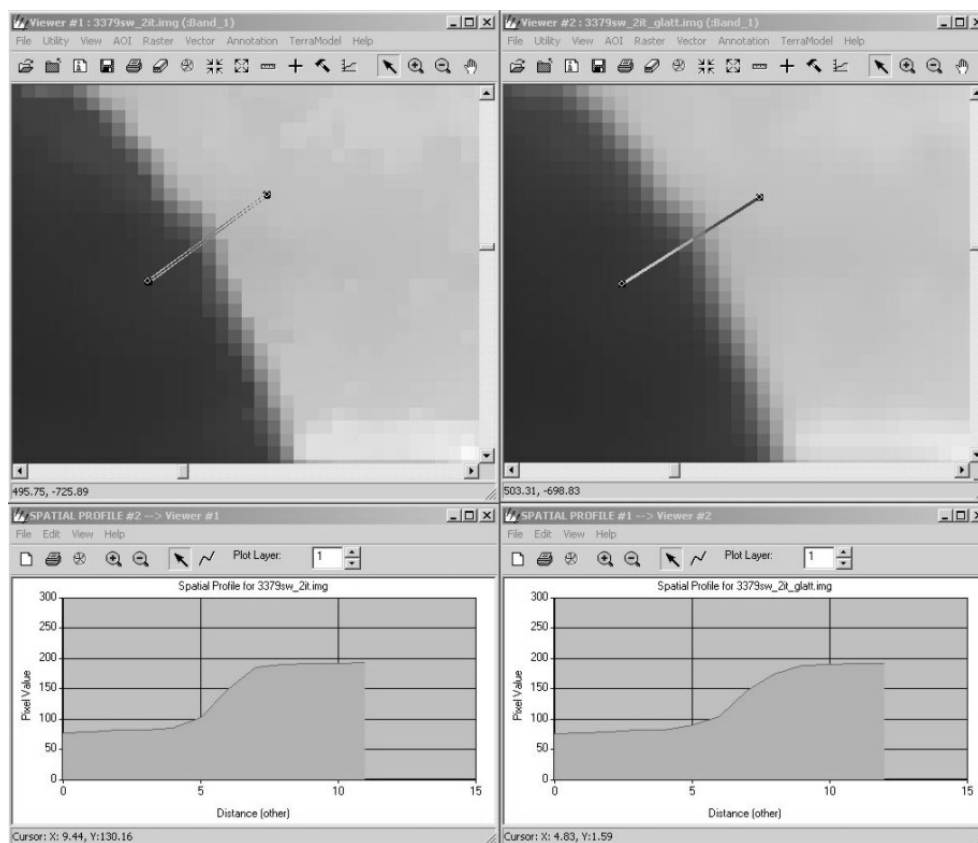 Viewer #1 : 3379sw_2it.img (:Band_1)
File Utility View AOI Raster Vector Annotation TerraModel Help
495.75, -725.89
Viewer #2 : 3379sw_2it_glatt.img (:Band_1)
File Utility View AOI Raster Vector Annotation TerraModel Help
503.31, -698.83
SPATIAL PROFILE #2 --> Viewer #1
File Edit View Help
Plot Layer: 1
Spatial Profile for 3379sw_2it.img
300
250
200
150
100
50
0
Pixel Value
0 5 10 15
Distance (other)
Cursor: X: 9.44, Y:130.16
SPATIAL PROFILE #1 --> Viewer #2
File Edit View Help
Plot Layer: 1
Spatial Profile for 3379sw_2it_glatt.img
300
250
200
150
100
50
0
Pixel Value
0 5 10 15
Distance (other)
Cursor: X: 4.83, Y:1.59